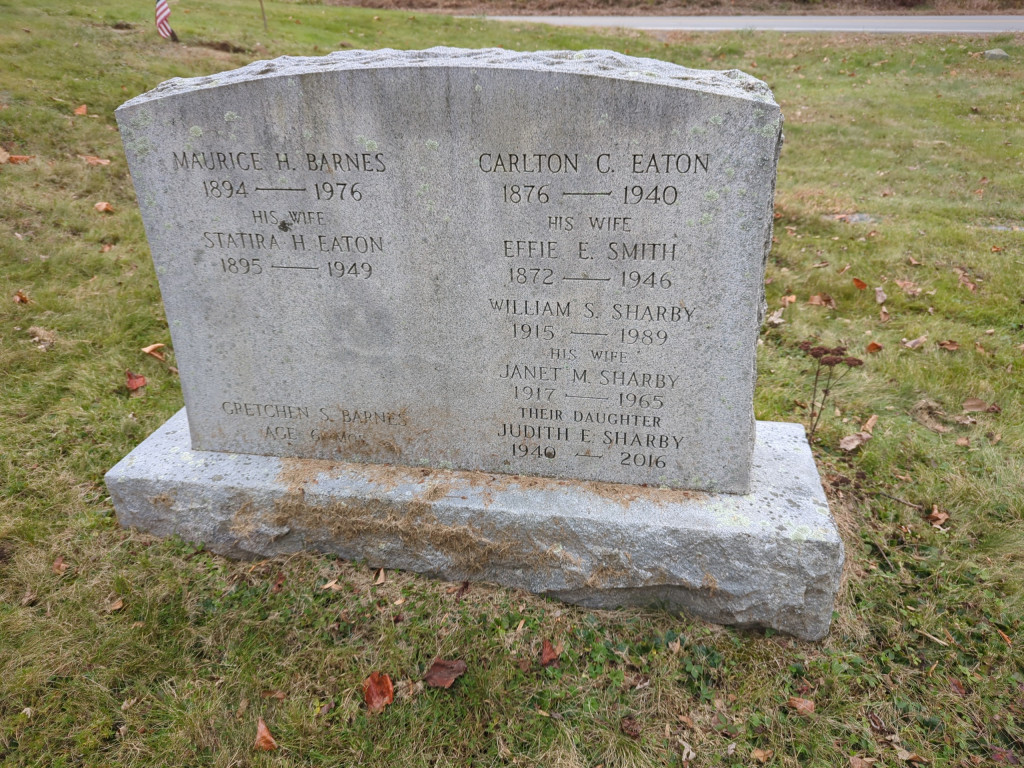 MAURICE H. BARNES
1894 — 1976
HIS WIFE
STATIRA H. EATON
1895 — 1949
GRETCHEN S. BARNES
AGE 6 MOS.
CARLTON C. EATON
1876 — 1940
HIS WIFE
EFFIE E. SMITH
1872 — 1946
WILLIAM S. SHARBY
1915 — 1989
HIS WIFE
JANET M. SHARBY
1917 — 1965
THEIR DAUGHTER
JUDITH E. SHARBY
1940 — 2016